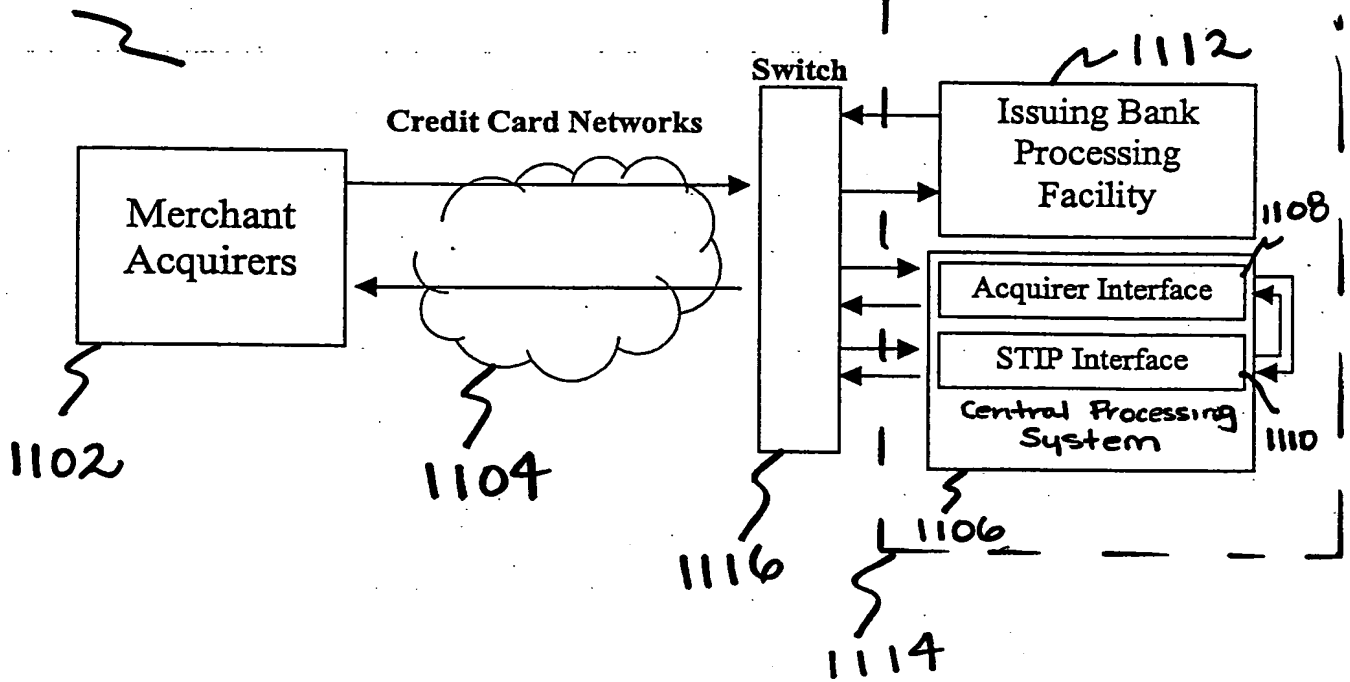 1112
Switch
Credit Card Networks
Issuing Bank
Processing
Facility
Merchant
Acquirers
1108
Acquirer Interface
STIP Interface
Central Processing
System
1110
1102
1104
1116
1106
1114